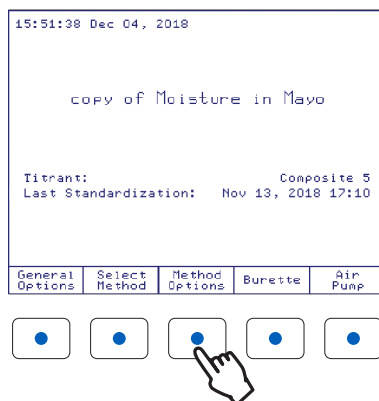 15:51:38 Dec 04, 2018
copy of Moisture in Mayo
Titrant: Composite 5
Last Standardization: Nov 13, 2018 17:10
General Options
Select Method
Method Options
Burette
Air Pump